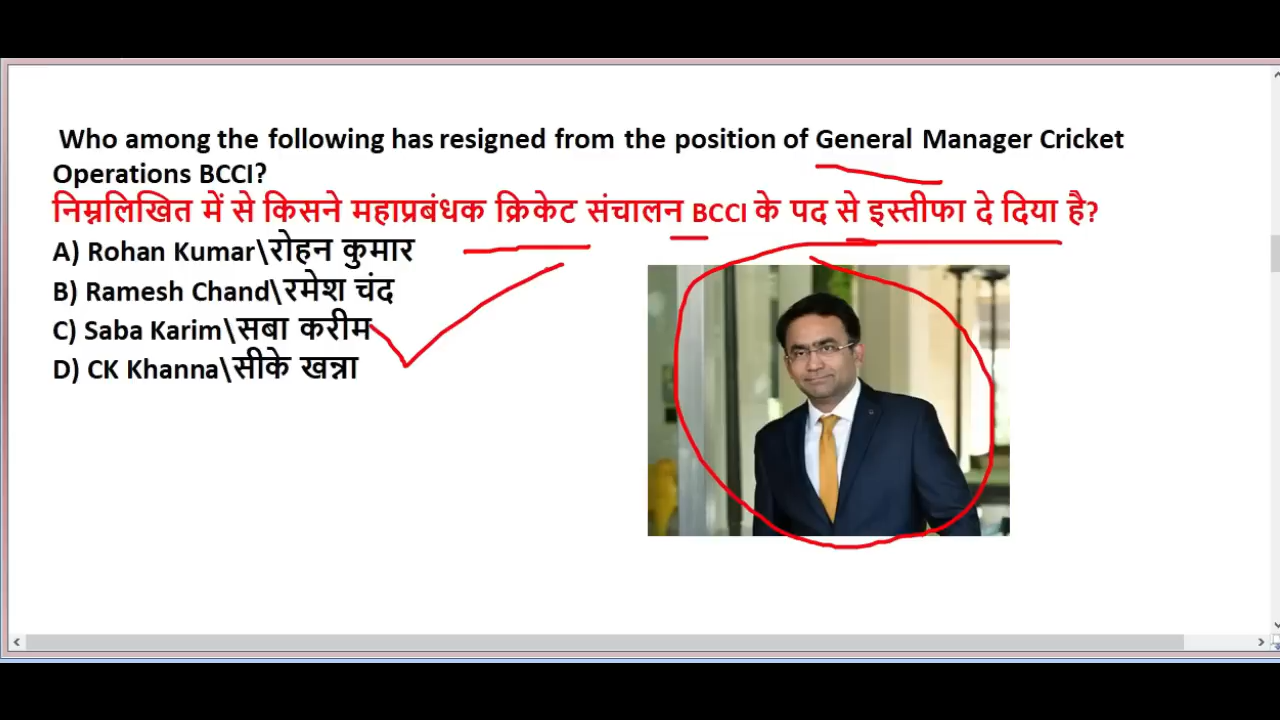 Who among the following has resigned from the position of General Manager Cricket
Operations BCCI?
निम्नलिखित में से किसने महाप्रबंधक क्रिकेट संचालन BCCI के पद से इस्तीफा दे दिया है?
A) Rohan Kumar\रोहन कुमार
B) Ramesh Chand\रमेश चंद
C) Saba Karim\सबा करीम
D) CK Khanna\सीके खन्ना